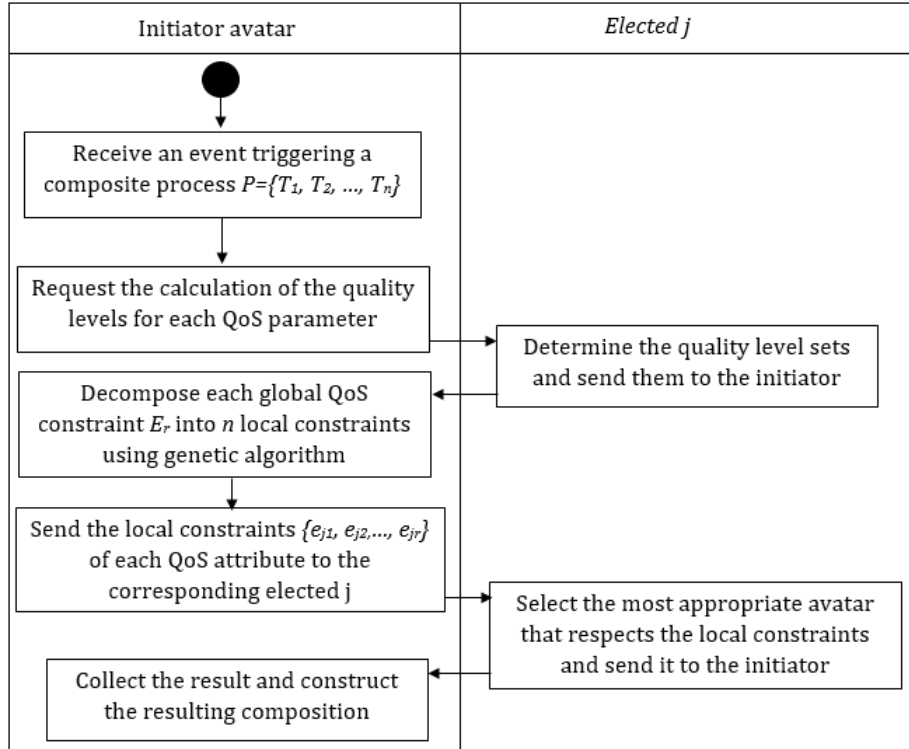 Initiator avatar
Elected j
Receive an event triggering a
composite process P={T1, T2, ..., Tn}
Request the calculation of the quality
levels for each QoS parameter
Determine the quality level sets
and send them to the initiator
Decompose each global QoS
constraint Er into n local constraints
using genetic algorithm
Send the local constraints {ej1, ej2,..., ejr}
of each QoS attribute to the
corresponding elected j
Select the most appropriate avatar
that respects the local constraints
and send it to the initiator
Collect the result and construct
the resulting composition